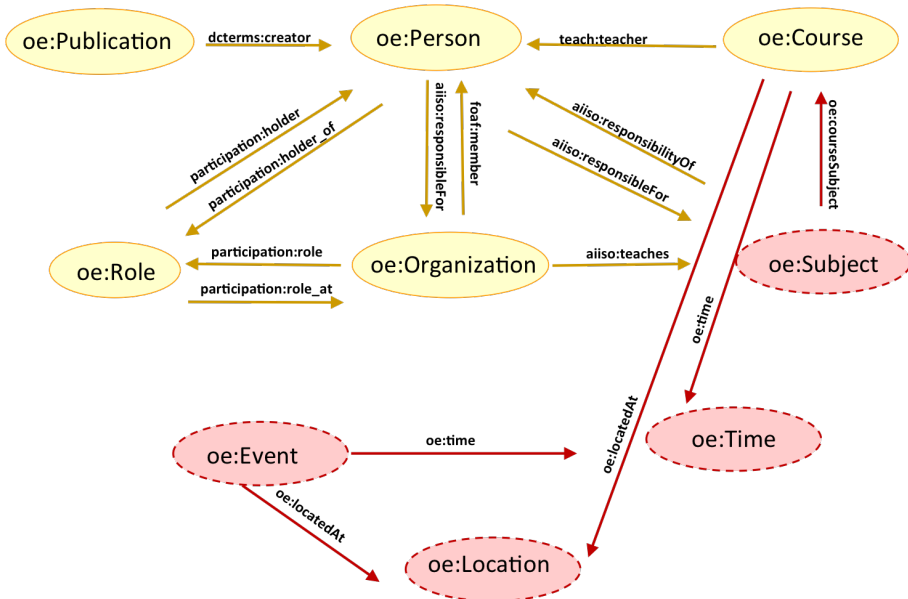 oe:Publication
dcterms:creator
oe:Person
teach:teacher
oe:Course
participation:holder
participation:holder_of
aiiso:responsibleFor
foaf:member
aiiso:responsibilityOf
aiiso:responsibleFor
oe:courseSubject
oe:Role
participation:role
participation:role_at
oe:Organization
aiiso:teaches
oe:Subject
oe:time
oe:locatedAt
oe:Event
oe:time
oe:Time
oe:locatedAt
oe:Location